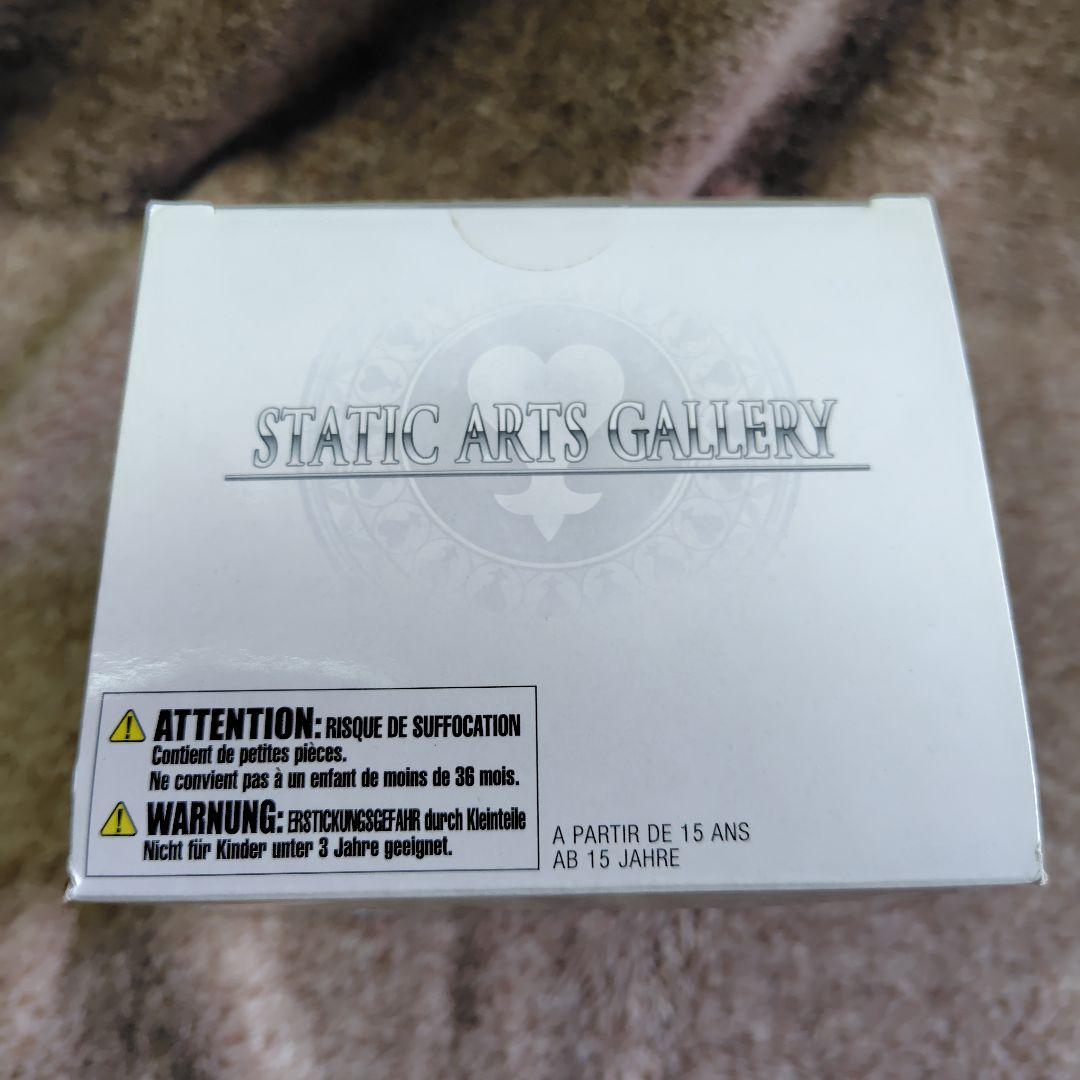 STATIC ARTS GALLERY
ATTENTION: RISQUE DE SUFFOCATION
Contient de petites pièces.
Ne convient pas à un enfant de moins de 36 mois.
WARNUNG: ERSTICKUNGSGEFAHR durch Kleinteile
Nicht für Kinder unter 3 Jahre geeignet.
A PARTIR DE 15 ANS
AB 15 JAHRE